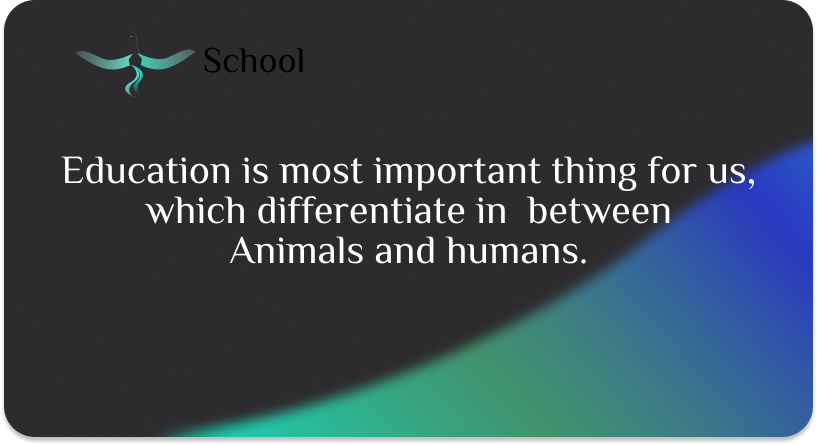 School
Education is most important thing for us,
which differentiate in  between
Animals and humans.